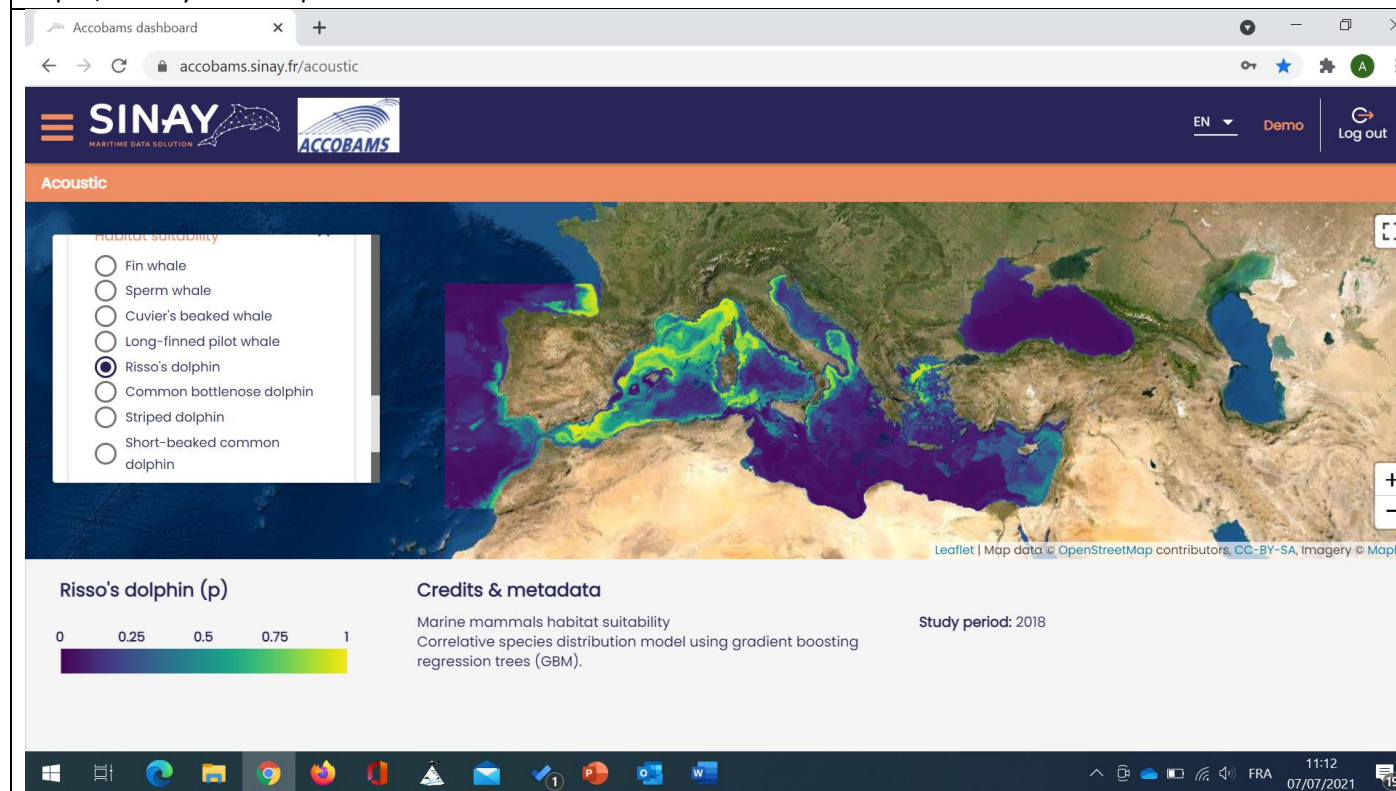 Accobams dashboard
accobams.sinay.fr/acoustic
A
SINAY
MARITIME DATA SOLUTION
ACCOBAMS
EN
Demo
Log out
Acoustic
Habitat suitability
Fin whale
Sperm whale
Cuvier's beaked whale
Long-finned pilot whale
Risso's dolphin
Common bottlenose dolphin
Striped dolphin
Short-beaked common
dolphin
+
−
Leaflet | Map data © OpenStreetMap contributors, CC-BY-SA, Imagery © Map
Risso's dolphin (p)
0 0.25 0.5 0.75 1
Credits & metadata
Marine mammals habitat suitability
Correlative species distribution model using gradient boosting
regression trees (GBM).
Study period: 2018
1
FRA
11:12
07/07/2021